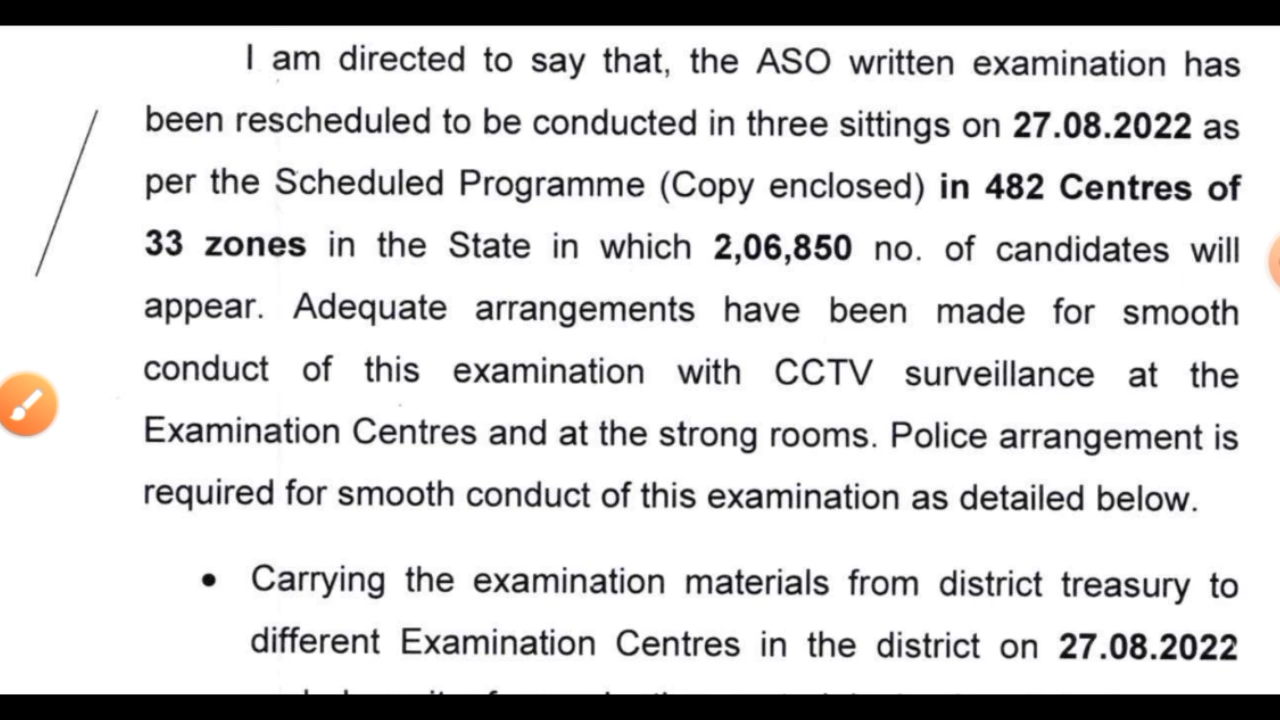 I am directed to say that, the ASO written examination has
been rescheduled to be conducted in three sittings on 27.08.2022 as
per the Scheduled Programme (Copy enclosed) in 482 Centres of
33 zones in the State in which 2,06,850 no. of candidates will
appear. Adequate arrangements have been made for smooth
conduct of this examination with CCTV surveillance at the
Examination Centres and at the strong rooms. Police arrangement is
required for smooth conduct of this examination as detailed below.
• Carrying the examination materials from district treasury to
different Examination Centres in the district on 27.08.2022